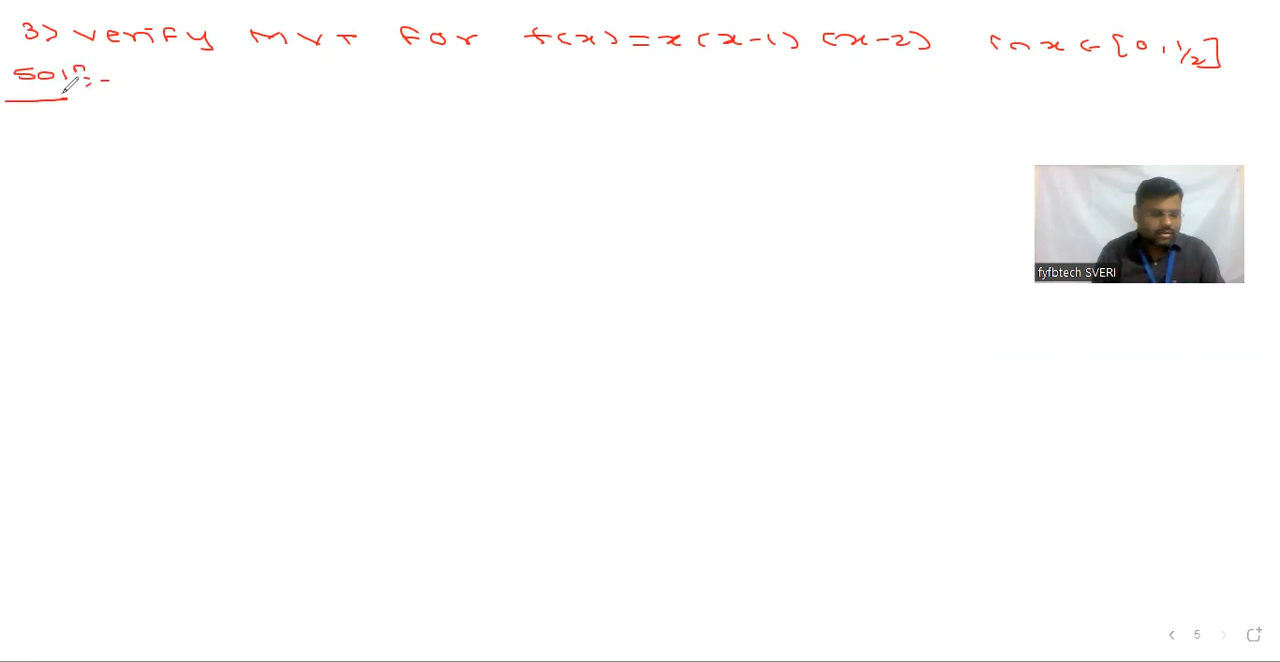 3) Verify MVT for f(x)=x(x-1)(x-2) in x ∈ [0, 1/2]
Solⁿ:-
fyfbtech SVERI
5